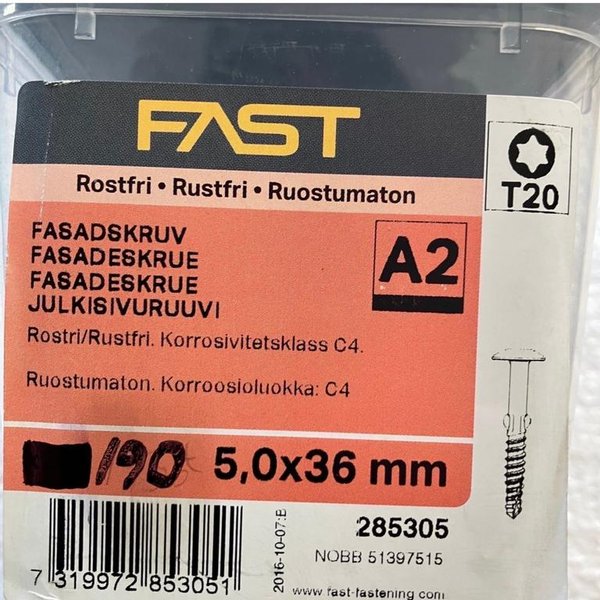 FAST
T20
Rostfri • Rustfri • Ruostumaton
FASADSKRUV
FASADESKRUE
FASADESKRUE
JULKISIVURUUVI
A2
Rostri/Rustfri. Korrosivitetsklass C4.
Ruostumaton. Korroosioluokka: C4
/190 5,0x36 mm
285305
NOBB 51397515
www.fast-fastening.com
2016-10-07:B
7 319972 853051